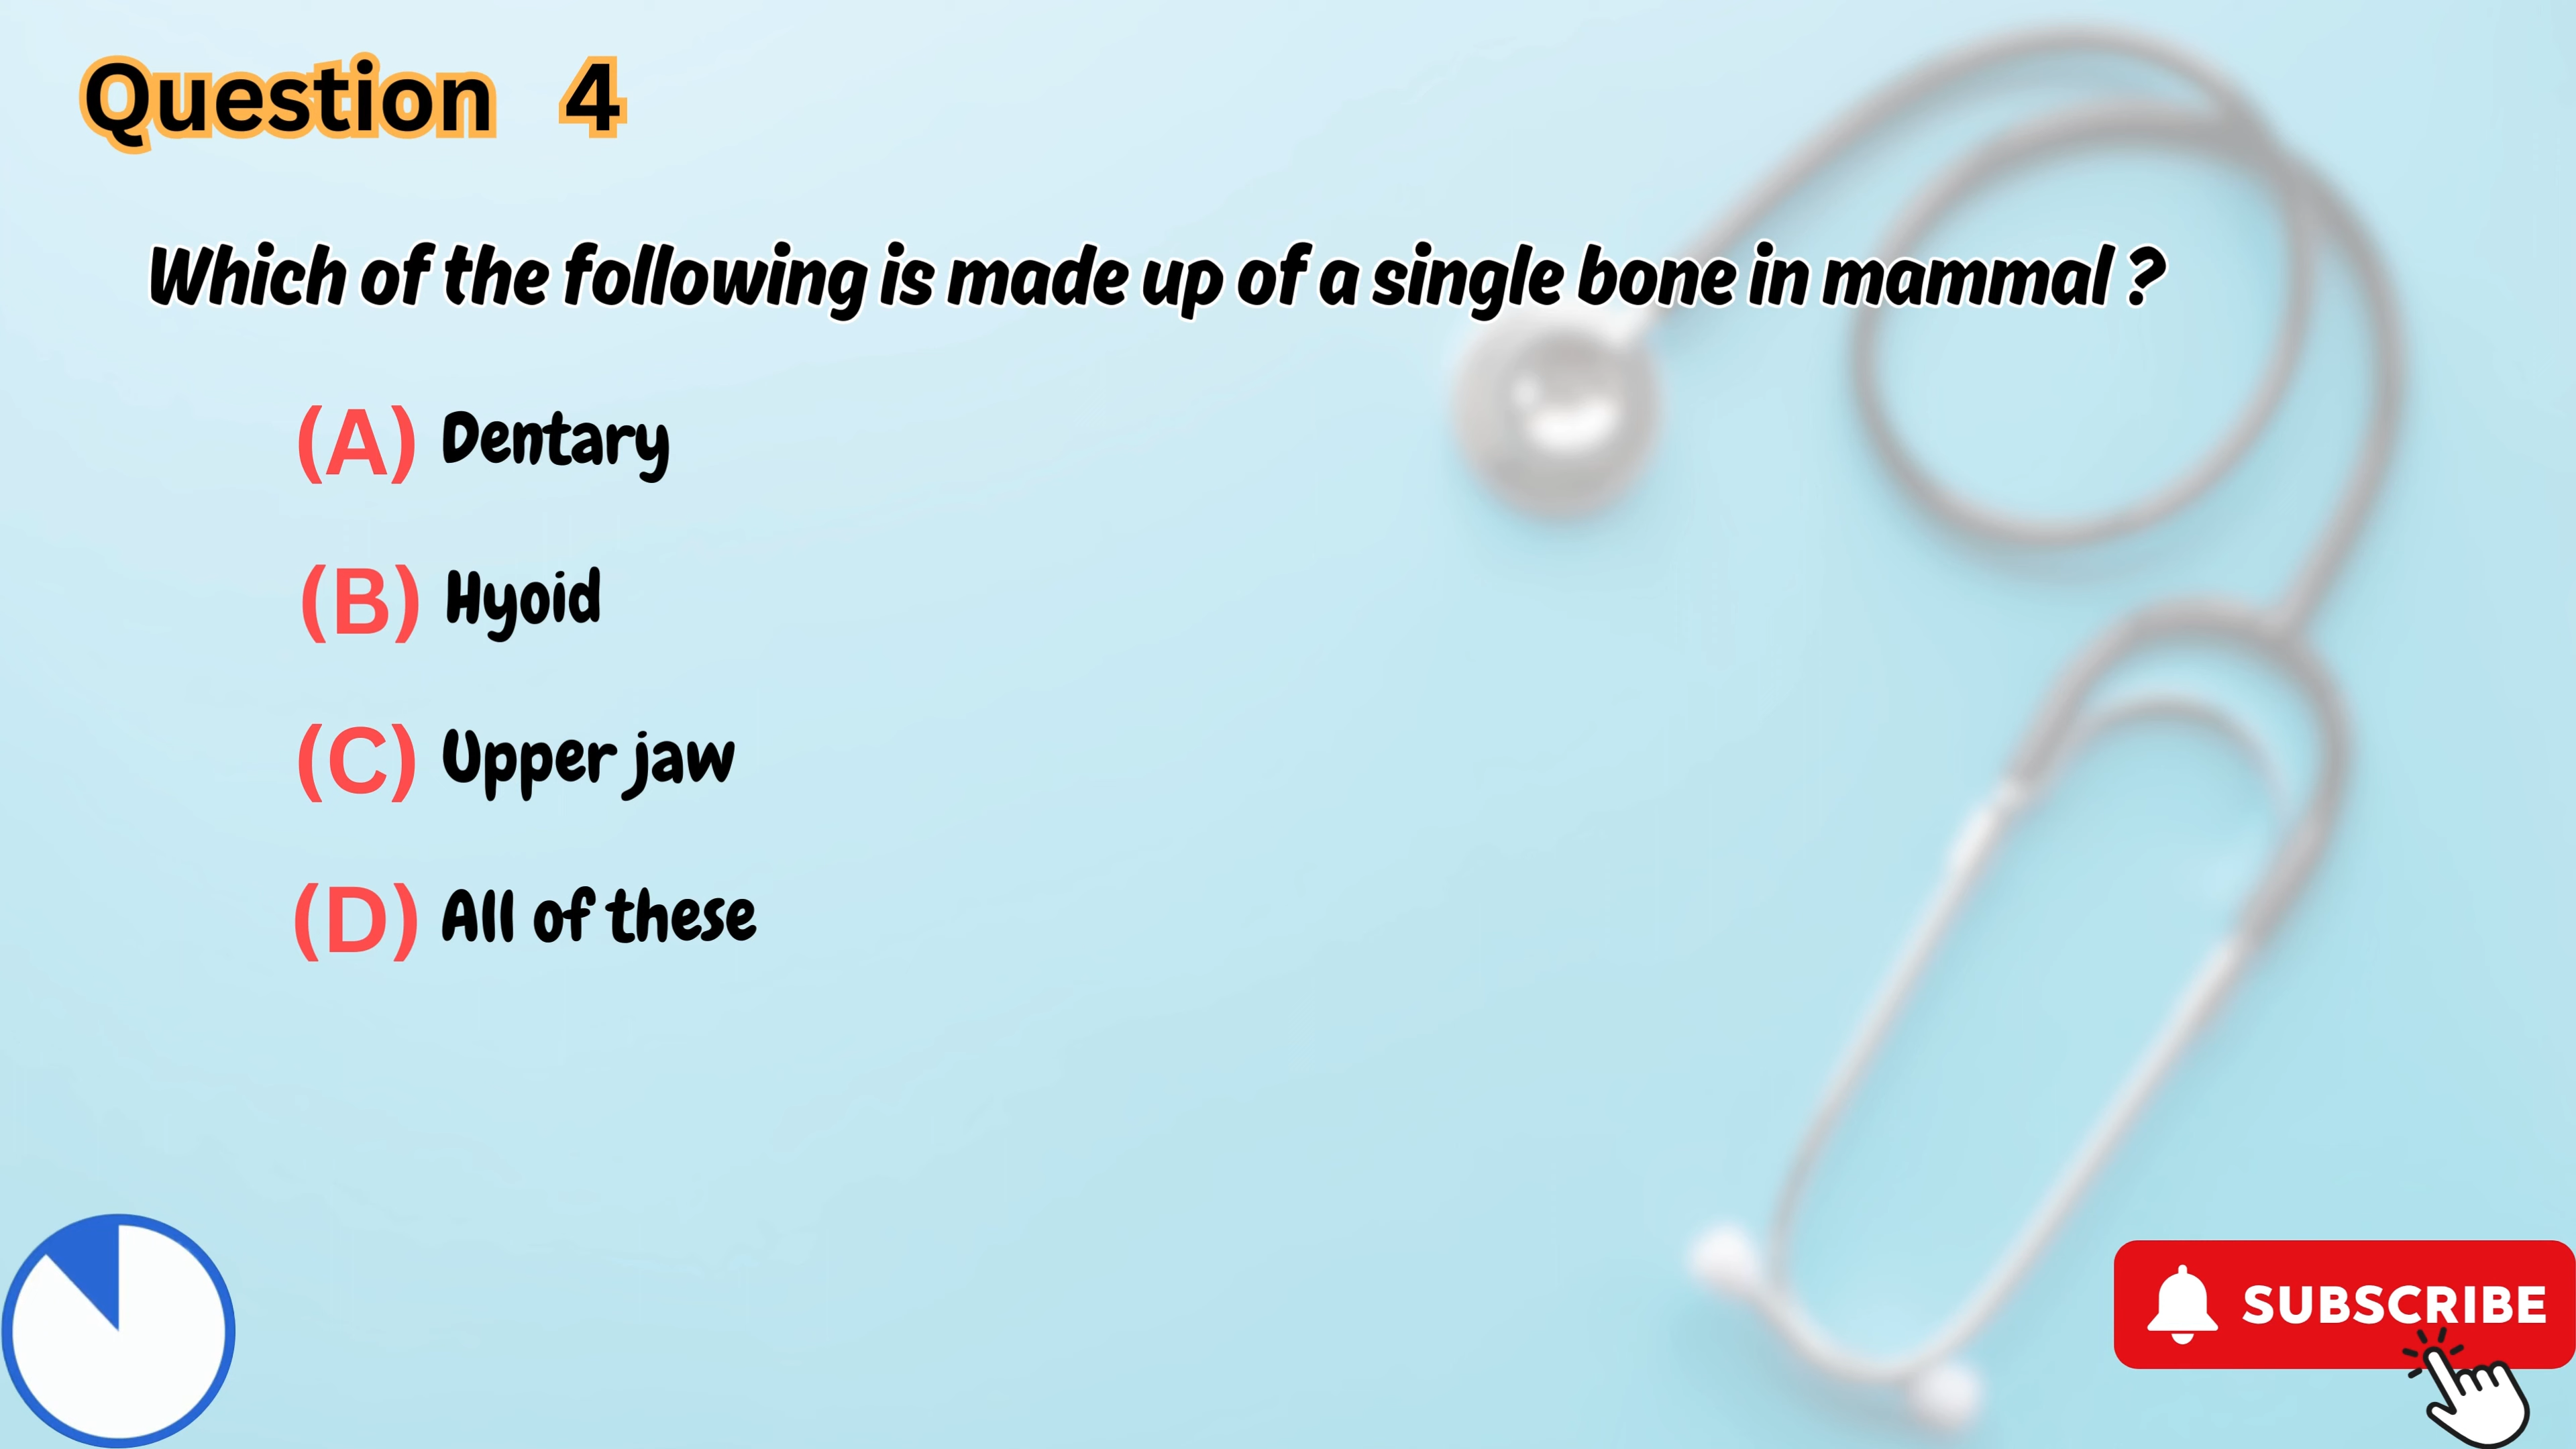 Question 4
Which of the following is made up of a single bone in mammal ?
(A) Dentary
(B) Hyoid
(C) Upper jaw
(D) All of these
SUBSCRIBE